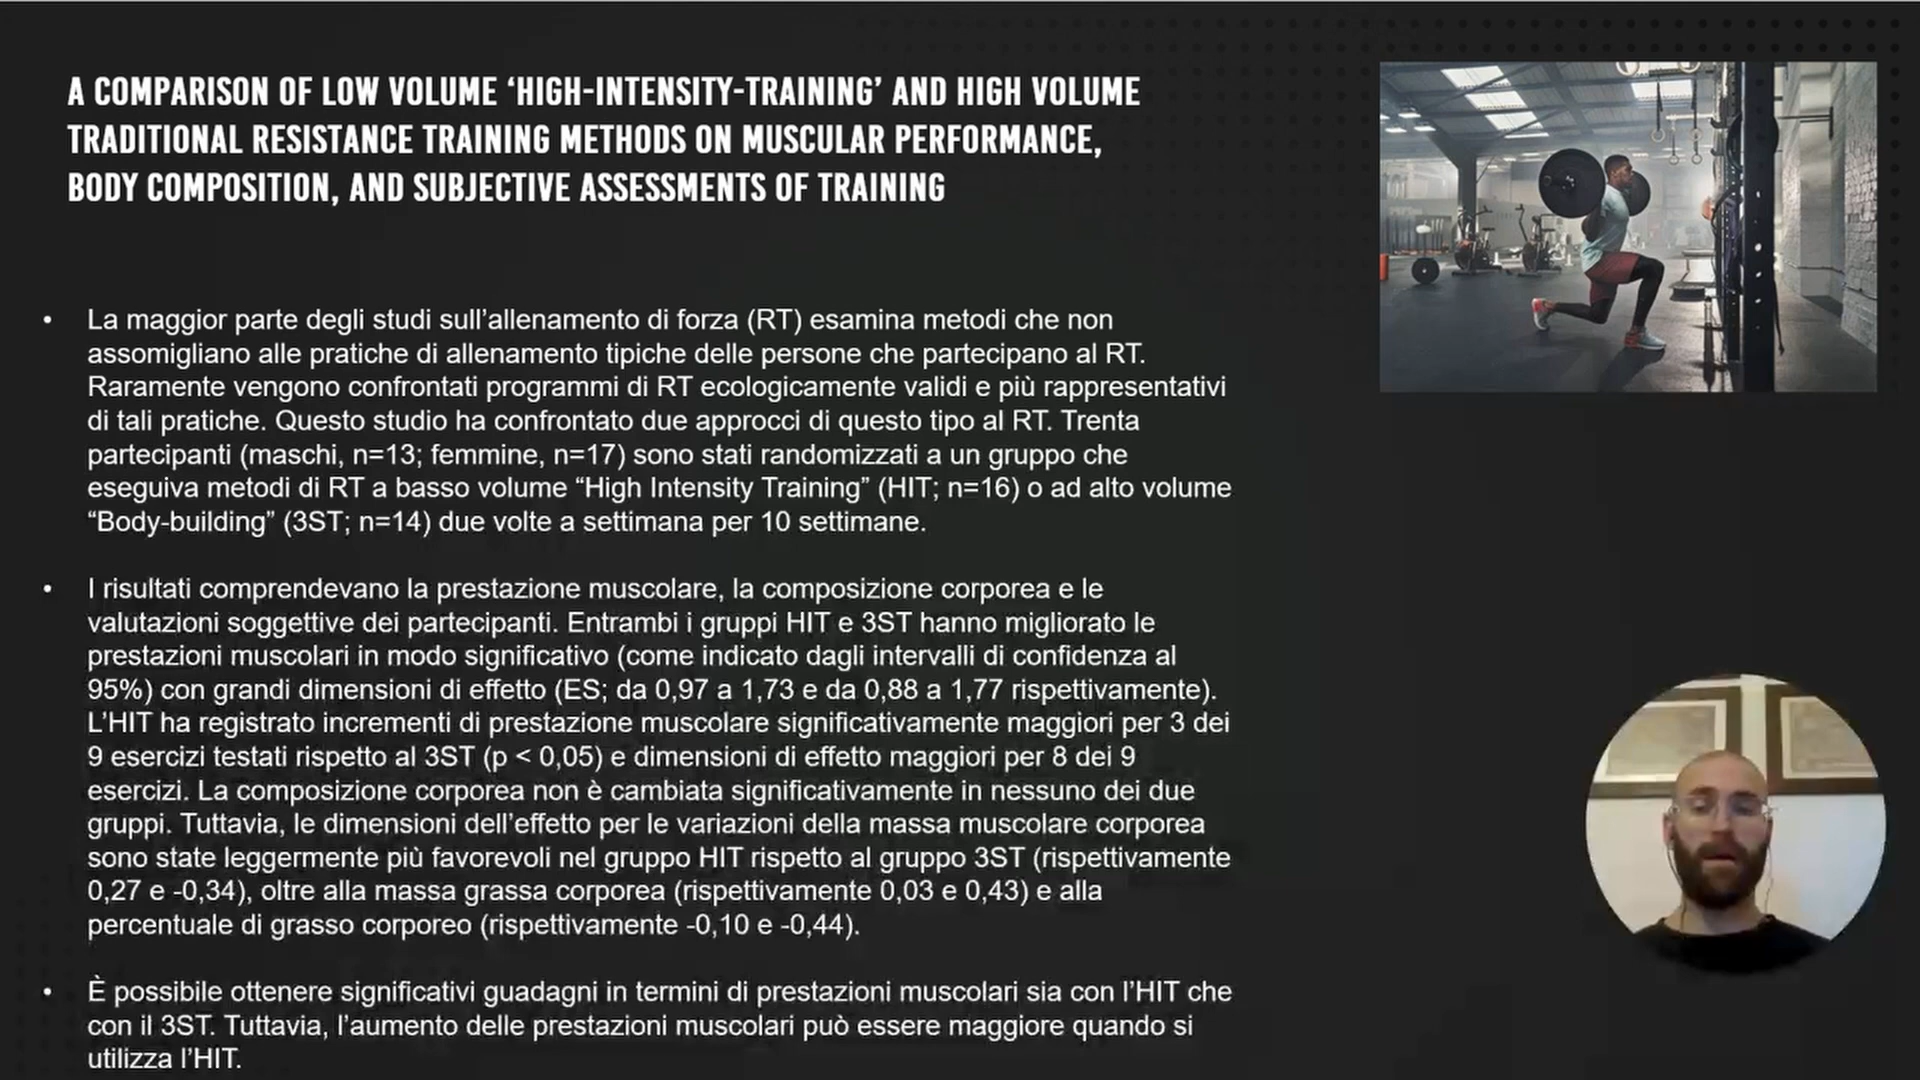 A COMPARISON OF LOW VOLUME ‘HIGH-INTENSITY-TRAINING’ AND HIGH VOLUME
TRADITIONAL RESISTANCE TRAINING METHODS ON MUSCULAR PERFORMANCE,
BODY COMPOSITION, AND SUBJECTIVE ASSESSMENTS OF TRAINING
• La maggior parte degli studi sull’allenamento di forza (RT) esamina metodi che non
assomigliano alle pratiche di allenamento tipiche delle persone che partecipano al RT.
Raramente vengono confrontati programmi di RT ecologicamente validi e più rappresentativi
di tali pratiche. Questo studio ha confrontato due approcci di questo tipo al RT. Trenta
partecipanti (maschi, n=13; femmine, n=17) sono stati randomizzati a un gruppo che
eseguiva metodi di RT a basso volume “High Intensity Training” (HIT; n=16) o ad alto volume
“Body-building” (3ST; n=14) due volte a settimana per 10 settimane.
• I risultati comprendevano la prestazione muscolare, la composizione corporea e le
valutazioni soggettive dei partecipanti. Entrambi i gruppi HIT e 3ST hanno migliorato le
prestazioni muscolari in modo significativo (come indicato dagli intervalli di confidenza al
95%) con grandi dimensioni di effetto (ES; da 0,97 a 1,73 e da 0,88 a 1,77 rispettivamente).
L’HIT ha registrato incrementi di prestazione muscolare significativamente maggiori per 3 dei
9 esercizi testati rispetto al 3ST (p < 0,05) e dimensioni di effetto maggiori per 8 dei 9
esercizi. La composizione corporea non è cambiata significativamente in nessuno dei due
gruppi. Tuttavia, le dimensioni dell’effetto per le variazioni della massa muscolare corporea
sono state leggermente più favorevoli nel gruppo HIT rispetto al gruppo 3ST (rispettivamente
0,27 e -0,34), oltre alla massa grassa corporea (rispettivamente 0,03 e 0,43) e alla
percentuale di grasso corporeo (rispettivamente -0,10 e -0,44).
• È possibile ottenere significativi guadagni in termini di prestazioni muscolari sia con l’HIT che
con il 3ST. Tuttavia, l’aumento delle prestazioni muscolari può essere maggiore quando si
utilizza l’HIT.